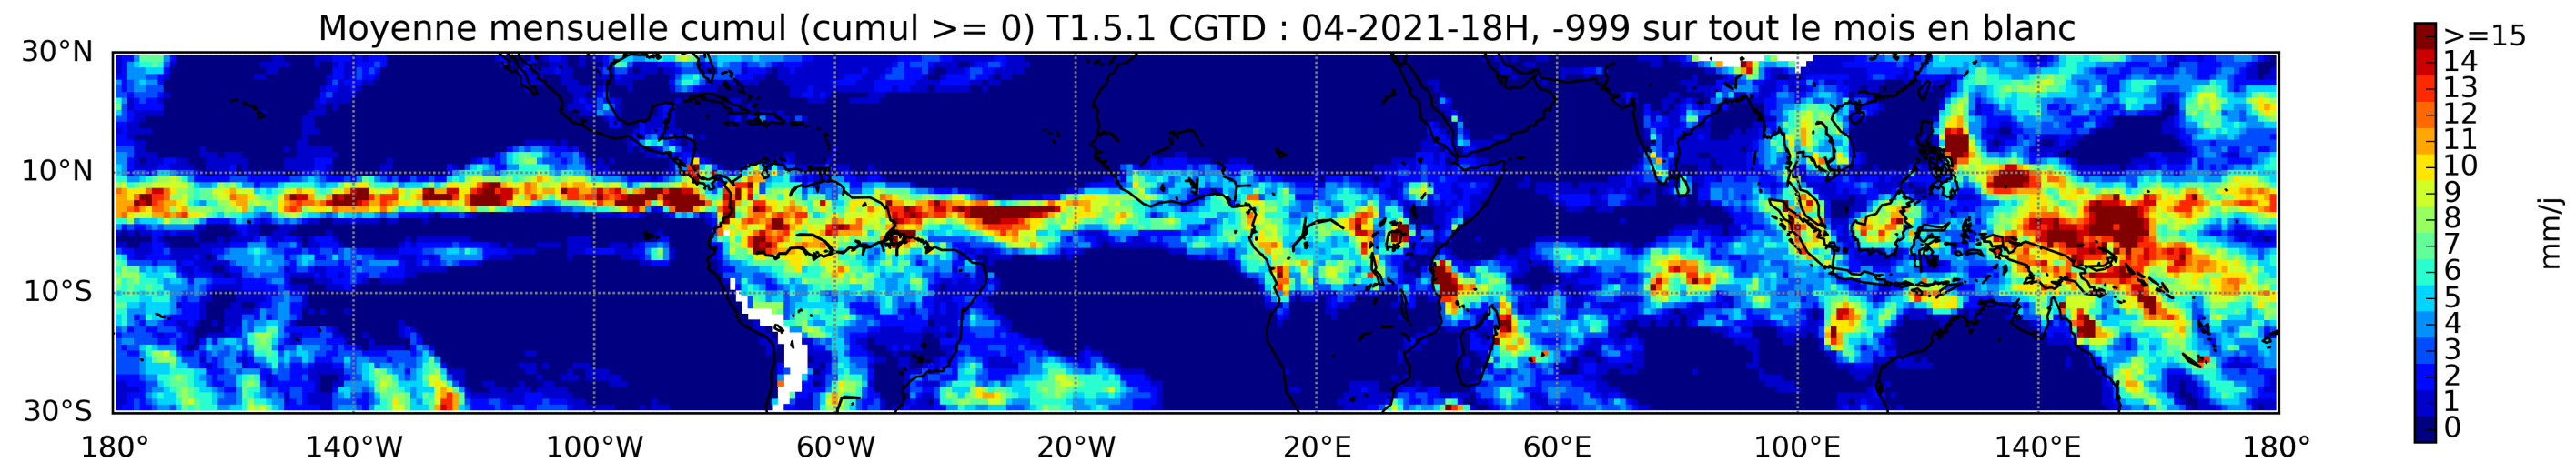 Moyenne mensuelle cumul (cumul >= 0) T1.5.1 CGTD : 04-2021-18H, -999 sur tout le mois en blanc
30°N
10°N
10°S
30°S
180° 140°W 100°W 60°W 20°W 20°E 60°E 100°E 140°E 180°
>=15
14
13
12
11
10
9
8
7
6
5
4
3
2
1
0
mm/j